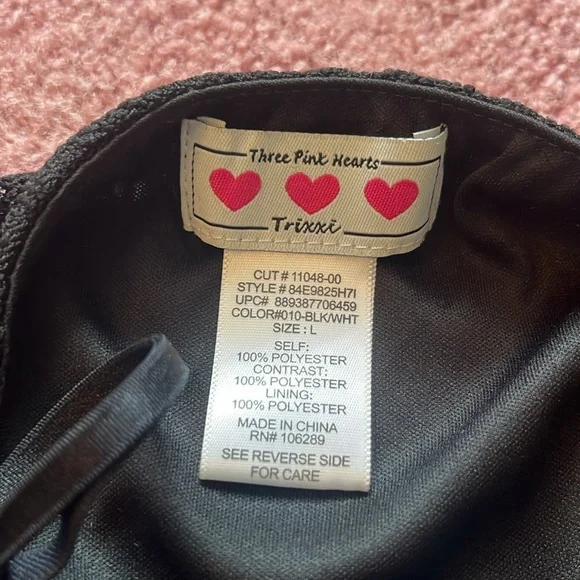 Three Pink Hearts
Trixxi
CUT # 11048-00
STYLE # 84E9825H7I
UPC# 889387706459
COLOR#010-BLK/WHT
SIZE : L
SELF:
100% POLYESTER
CONTRAST:
100% POLYESTER
LINING:
100% POLYESTER
MADE IN CHINA
RN# 106289
SEE REVERSE SIDE
FOR CARE